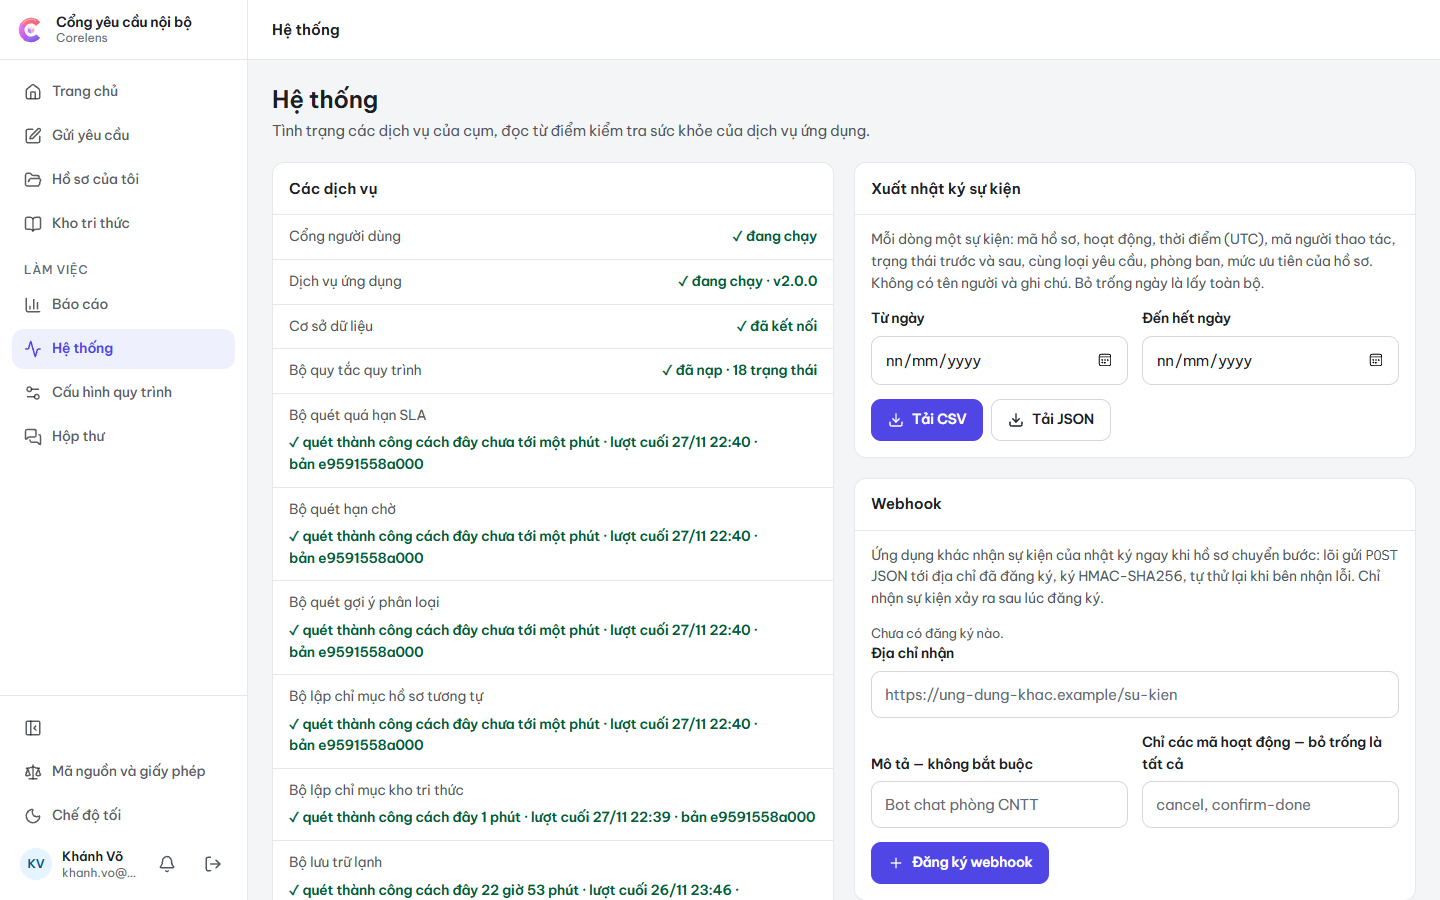 Cổng yêu cầu nội bộ
Corelens
Trang chủ
Gửi yêu cầu
Hồ sơ của tôi
Kho tri thức
LÀM VIỆC
Báo cáo
Hệ thống
Cấu hình quy trình
Hộp thư
Mã nguồn và giấy phép
Chế độ tối
KV
Khánh Võ
khanh.vo@...
Hệ thống
Hệ thống
Tình trạng các dịch vụ của cụm, đọc từ điểm kiểm tra sức khỏe của dịch vụ ứng dụng.
Các dịch vụ
Cổng người dùng
✓ đang chạy
Dịch vụ ứng dụng
✓ đang chạy · v2.0.0
Cơ sở dữ liệu
✓ đã kết nối
Bộ quy tắc quy trình
✓ đã nạp · 18 trạng thái
Bộ quét quá hạn SLA
✓ quét thành công cách đây chưa tới một phút · lượt cuối 27/11 22:40 ·
bản e9591558a000
Bộ quét hạn chờ
✓ quét thành công cách đây chưa tới một phút · lượt cuối 27/11 22:40 ·
bản e9591558a000
Bộ quét gợi ý phân loại
✓ quét thành công cách đây chưa tới một phút · lượt cuối 27/11 22:40 ·
bản e9591558a000
Bộ lập chỉ mục hồ sơ tương tự
✓ quét thành công cách đây chưa tới một phút · lượt cuối 27/11 22:40 ·
bản e9591558a000
Bộ lập chỉ mục kho tri thức
✓ quét thành công cách đây 1 phút · lượt cuối 27/11 22:39 · bản e9591558a000
Bộ lưu trữ lạnh
✓ quét thành công cách đây 22 giờ 53 phút · lượt cuối 26/11 23:46 ·
Xuất nhật ký sự kiện
Mỗi dòng một sự kiện: mã hồ sơ, hoạt động, thời điểm (UTC), mã người thao tác,
trạng thái trước và sau, cùng loại yêu cầu, phòng ban, mức ưu tiên của hồ sơ.
Không có tên người và ghi chú. Bỏ trống ngày là lấy toàn bộ.
Từ ngày
Đến hết ngày
nn/mm/yyyy
nn/mm/yyyy
Tải CSV
Tải JSON
Webhook
Ứng dụng khác nhận sự kiện của nhật ký ngay khi hồ sơ chuyển bước: lõi gửi POST
JSON tới địa chỉ đã đăng ký, ký HMAC-SHA256, tự thử lại khi bên nhận lỗi. Chỉ
nhận sự kiện xảy ra sau lúc đăng ký.
Chưa có đăng ký nào.
Địa chỉ nhận
https://ung-dung-khac.example/su-kien
Mô tả — không bắt buộc
Chỉ các mã hoạt động — bỏ trống là
tất cả
Bot chat phòng CNTT
cancel, confirm-done
Đăng ký webhook